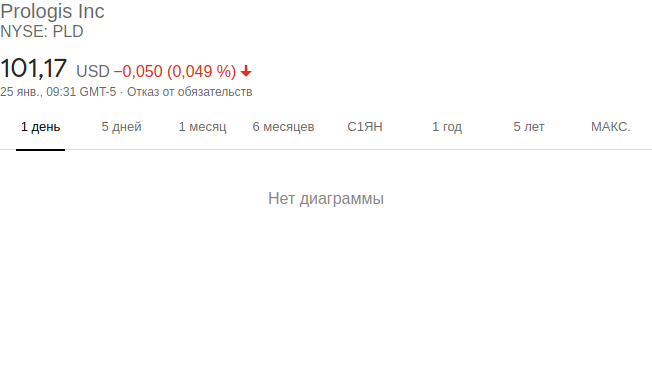 Prologis Inc
NYSE: PLD
101,17 USD −0,050 (0,049 %)
25 янв., 09:31 GMT-5 · Отказ от обязательств
1 день 5 дней 1 месяц 6 месяцев С1ЯН 1 год 5 лет МАКС.
Нет диаграммы